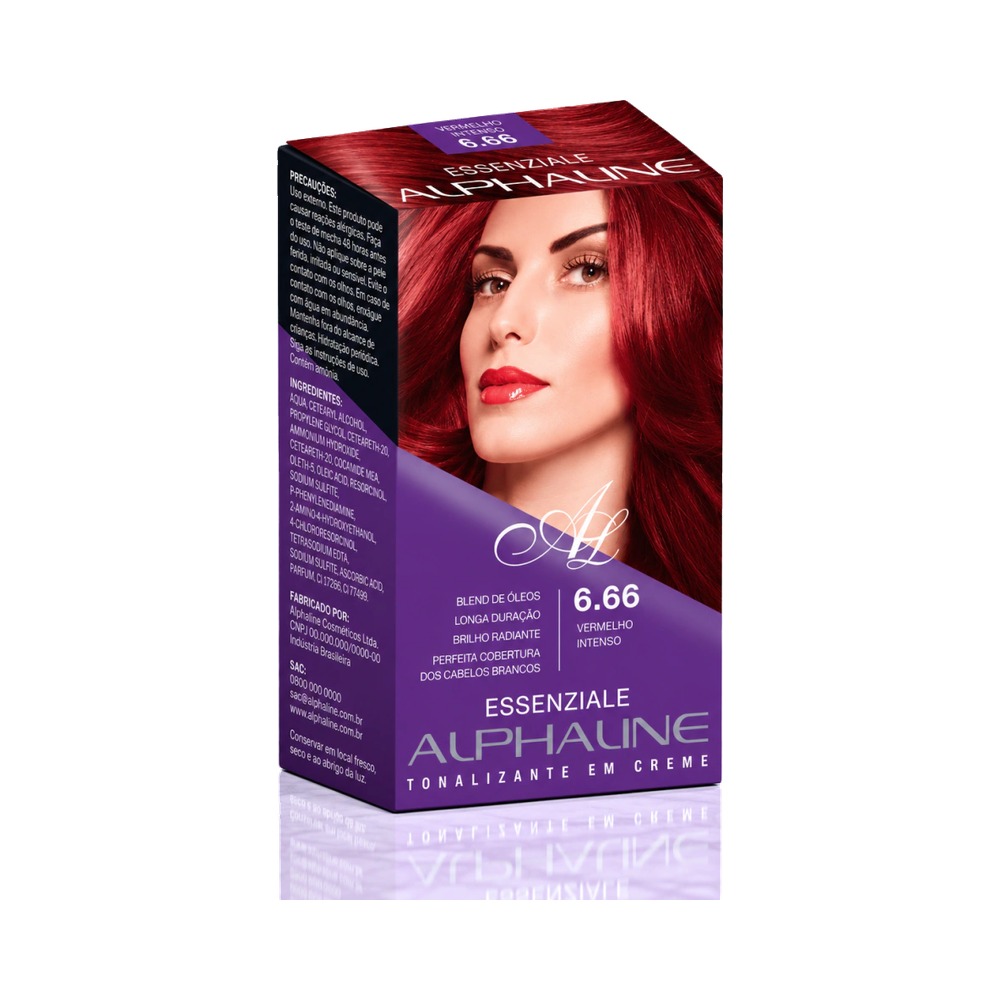 VERMELHO
INTENSO
6.66
ESSENZIALE
ALPHALINE
PRECAUÇÕES:
Uso externo. Este produto pode
causar reações alérgicas. Faça
o teste de mecha 48 horas antes
do uso. Não aplique sobre a pele
ferida, irritada ou sensível. Evite o
contato com os olhos. Em caso de
contato com os olhos, enxágue
com água em abundância.
Mantenha fora do alcance de
crianças. Hidratação periódica.
Siga as instruções de uso.
Contém amônia.
INGREDIENTES:
AQUA, CETEARYL ALCOHOL,
PROPYLENE GLYCOL, CETEARETH-20,
AMMONIUM HYDROXIDE,
CETEARETH-20, COCAMIDE MEA,
OLETH-5, OLEIC ACID, RESORCINOL,
SODIUM SULFITE,
P-PHENYLENEDIAMINE,
2-AMINO-4-HYDROXYETHANOL,
4-CHLORORESORCINOL,
TETRASODIUM EDTA,
SODIUM SULFITE, ASCORBIC ACID,
PARFUM, CI 17266, CI 77499.
FABRICADO POR:
Alphaline Cosméticos Ltda.
CNPJ 00.000.000/0000-00
Indústria Brasileira
SAC:
0800 000 0000
sac@alphaline.com.br
www.alphaline.com.br
Conservar em local fresco,
seco e ao abrigo da luz.
AL
BLEND DE ÓLEOS
LONGA DURAÇÃO
BRILHO RADIANTE
PERFEITA COBERTURA
DOS CABELOS BRANCOS
6.66
VERMELHO
INTENSO
ESSENZIALE
ALPHALINE
TONALIZANTE EM CREME